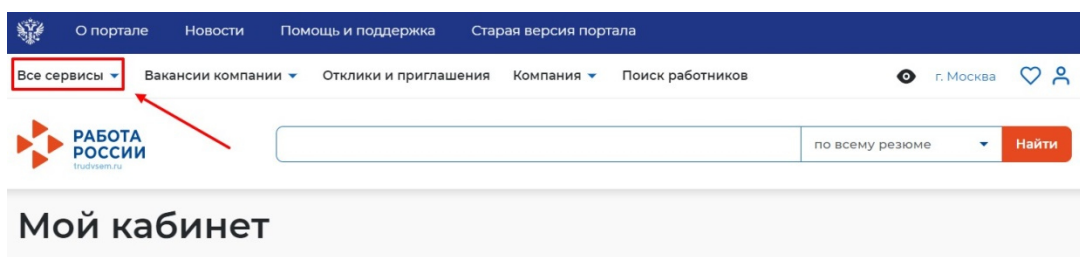 О портале Новости Помощь и поддержка Старая версия портала
Все сервисы Вакансии компании Отклики и приглашения Компания Поиск работников г. Москва
РАБОТА
РОССИИ
trudvsem.ru
по всему резюме Найти
Мой кабинет